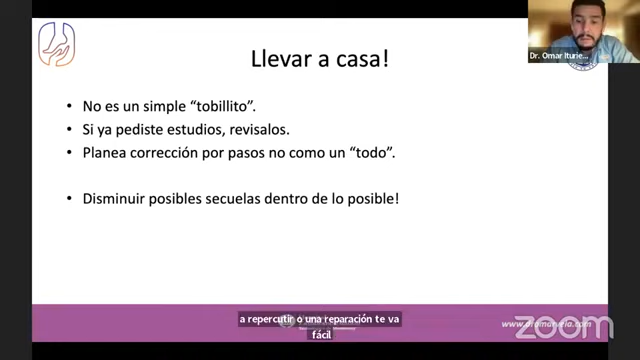 Llevar a casa!
Dr. Omar Iturie...
• No es un simple “tobillito”.
• Si ya pediste estudios, revisalos.
• Planea corrección por pasos no como un “todo”.
• Disminuir posibles secuelas dentro de lo posible!
a repercutir o una reparación te va
fácil
zoom